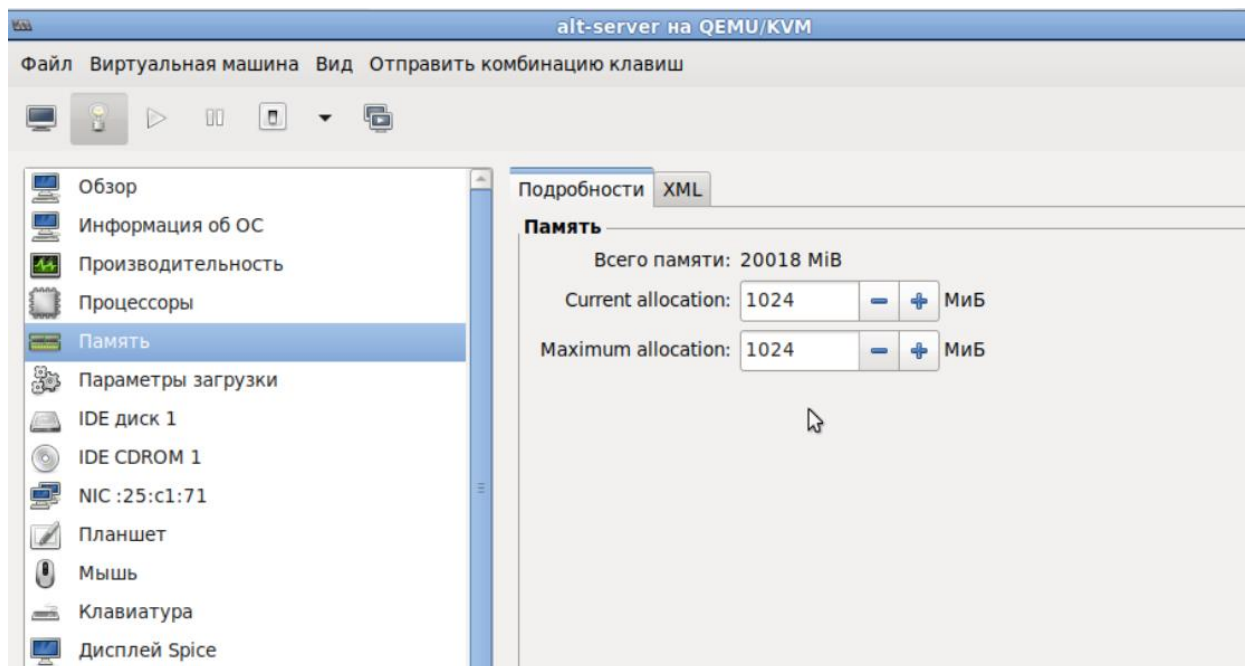 alt-server на QEMU/KVM
Файл Виртуальная машина Вид Отправить комбинацию клавиш
Обзор
Информация об ОС
Производительность
Процессоры
Память
Параметры загрузки
IDE диск 1
IDE CDROM 1
NIC :25:c1:71
Планшет
Мышь
Клавиатура
Дисплей Spice
Подробности XML
Память
Всего памяти: 20018 MiB
Current allocation: 1024 МиБ
Maximum allocation: 1024 МиБ